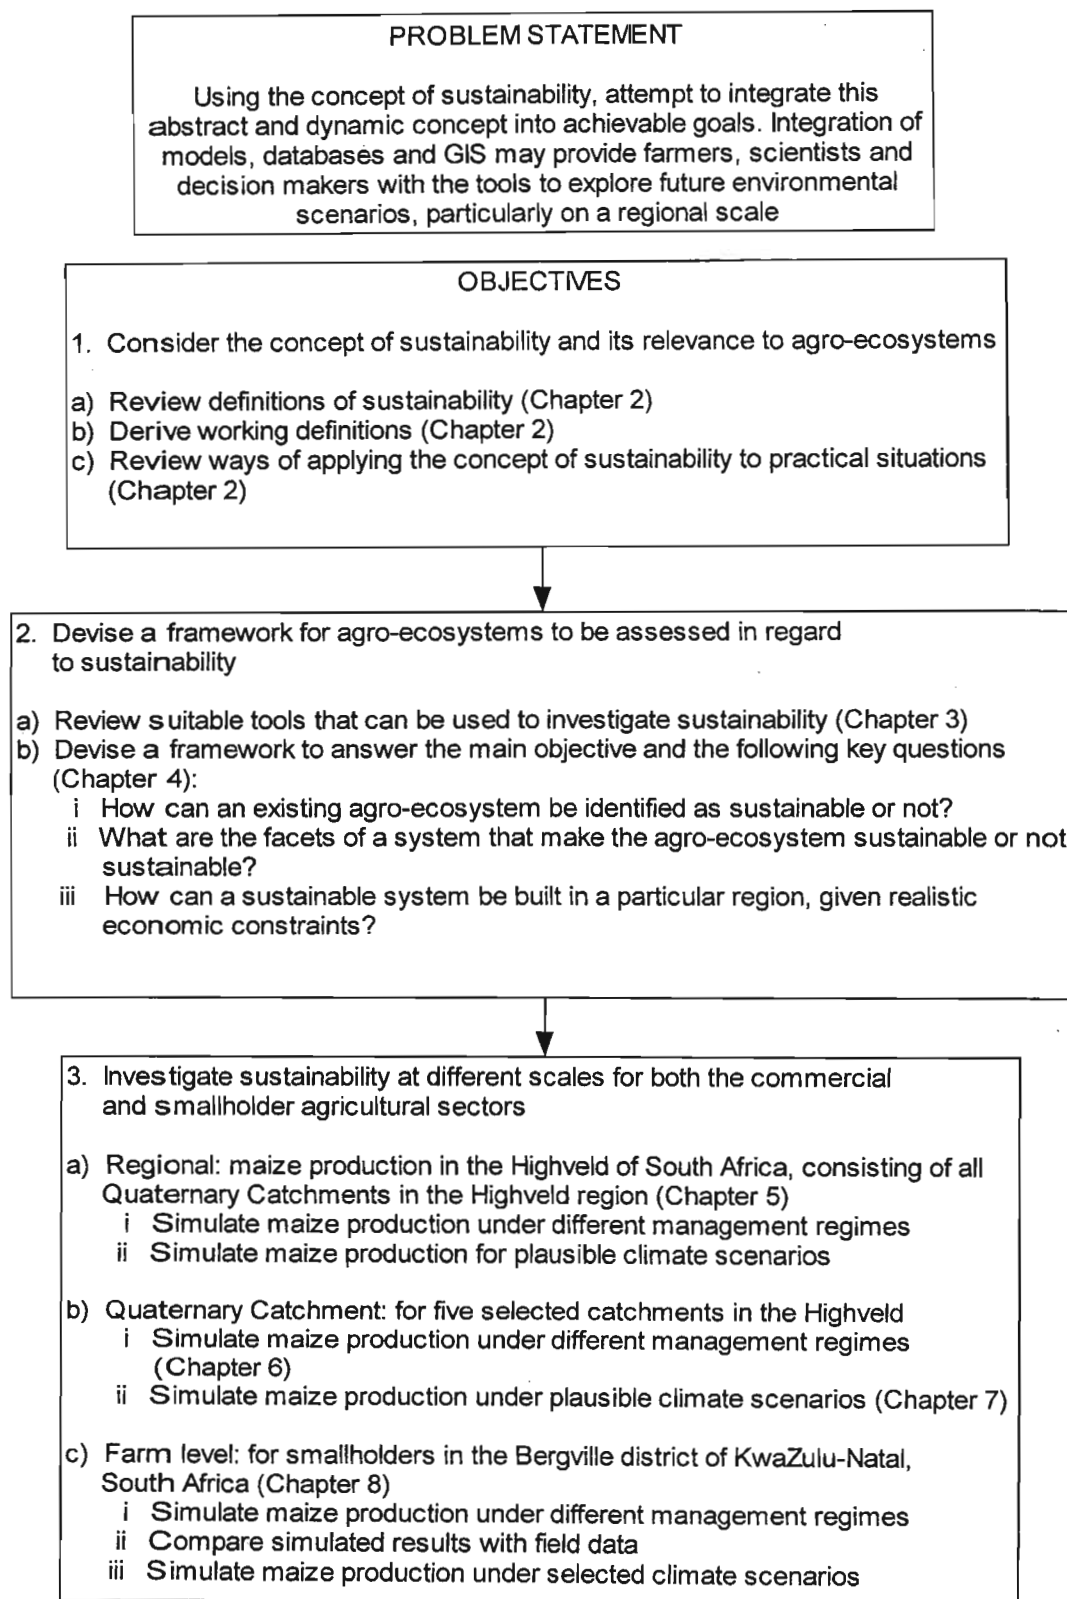 PROBLEM STATEMENT
Using the concept of sustainability, attempt to integrate this
abstract and dynamic concept into achievable goals. Integration of
models, databases and GIS may provide farmers, scientists and
decision makers with the tools to explore future environmental
scenarios, particularly on a regional scale
OBJECTIVES
1. Consider the concept of sustainability and its relevance to agro-ecosystems
a) Review definitions of sustainability (Chapter 2)
b) Derive working definitions (Chapter 2)
c) Review ways of applying the concept of sustainability to practical situations
(Chapter 2)
2. Devise a framework for agro-ecosystems to be assessed in regard
to sustainability
a) Review suitable tools that can be used to investigate sustainability (Chapter 3)
b) Devise a framework to answer the main objective and the following key questions
(Chapter 4):
i How can an existing agro-ecosystem be identified as sustainable or not?
ii What are the facets of a system that make the agro-ecosystem sustainable or not
sustainable?
iii How can a sustainable system be built in a particular region, given realistic
economic constraints?
3. Investigate sustainability at different scales for both the commercial
and smallholder agricultural sectors
a) Regional: maize production in the Highveld of South Africa, consisting of all
Quaternary Catchments in the Highveld region (Chapter 5)
i Simulate maize production under different management regimes
ii Simulate maize production for plausible climate scenarios
b) Quaternary Catchment: for five selected catchments in the Highveld
i Simulate maize production under different management regimes
(Chapter 6)
ii Simulate maize production under plausible climate scenarios (Chapter 7)
c) Farm level: for smallholders in the Bergville district of KwaZulu-Natal,
South Africa (Chapter 8)
i Simulate maize production under different management regimes
ii Compare simulated results with field data
iii Simulate maize production under selected climate scenarios